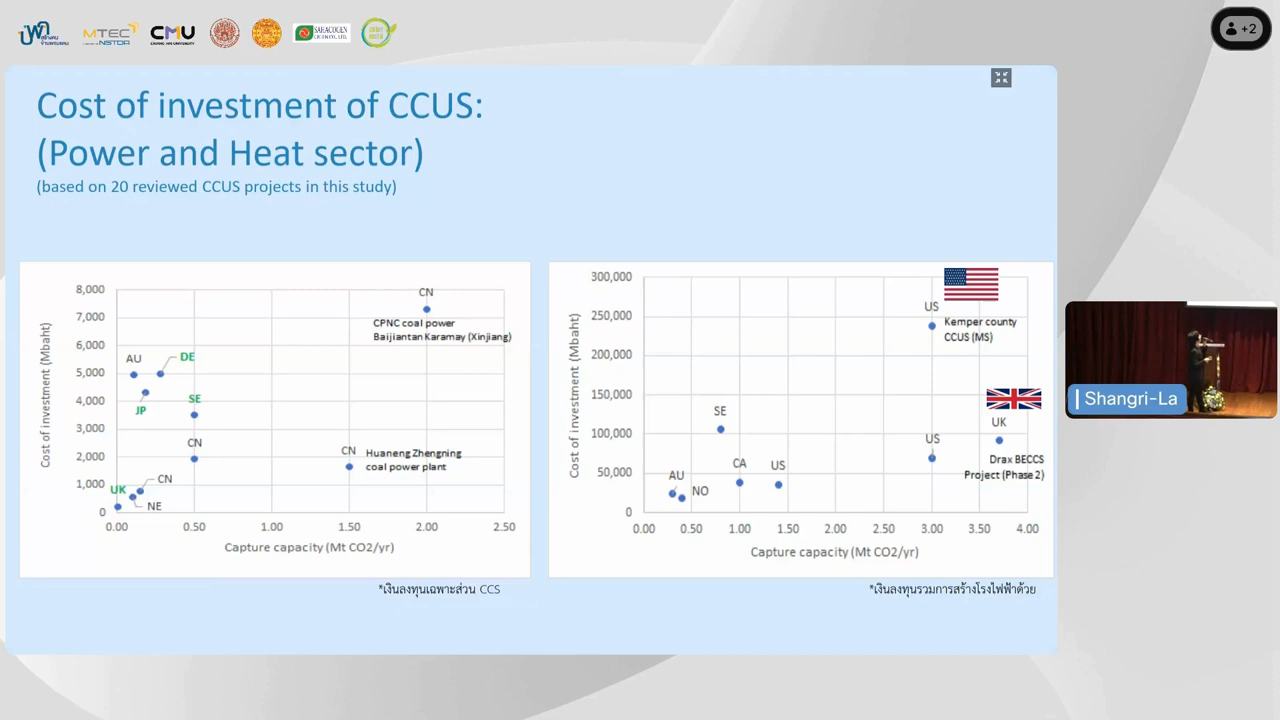 MTEC
NSTDA
CMU
CHIANG MAI UNIVERSITY
SAHACOGEN
+2
Cost of investment of CCUS:
(Power and Heat sector)
(based on 20 reviewed CCUS projects in this study)
Cost of investment (Mbaht)
8,000
7,000
6,000
5,000
4,000
3,000
2,000
1,000
0
0.00
0.50
1.00
1.50
2.00
2.50
Capture capacity (Mt CO2/yr)
CN
CPNC coal power
Baijiantan Karamay (Xinjiang)
AU
DE
JP
SE
CN
CN
Huaneng Zhengning
coal power plant
UK
CN
NE
*เงินลงทุนเฉพาะส่วน CCS
Cost of investment (Mbaht)
300,000
250,000
200,000
150,000
100,000
50,000
0
0.00
0.50
1.00
1.50
2.00
2.50
3.00
3.50
4.00
Capture capacity (Mt CO2/yr)
US
Kemper county
CCUS (MS)
UK
Drax BECCS
Project (Phase 2)
SE
US
AU
NO
CA
US
*เงินลงทุนรวมการสร้างโรงไฟฟ้าด้วย
Shangri-La